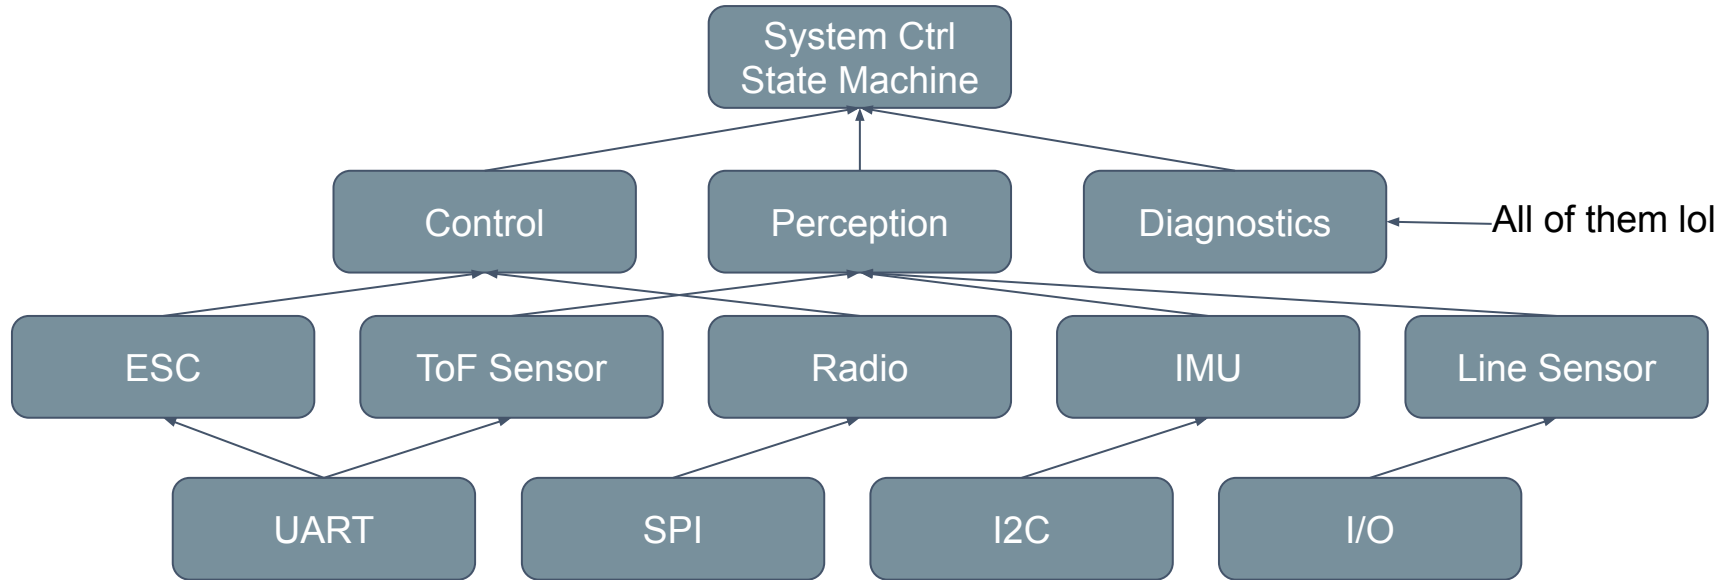 System Ctrl
State Machine
Control
Perception
Diagnostics
All of them lol
ESC
ToF Sensor
Radio
IMU
Line Sensor
UART
SPI
I2C
I/O